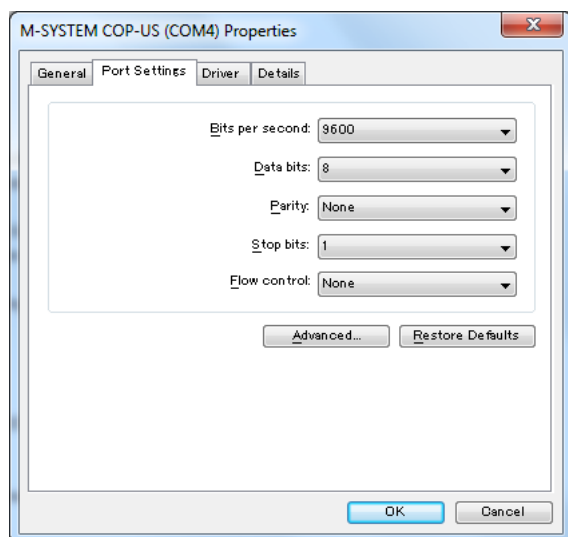 M-SYSTEM COP-US (COM4) Properties
General Port Settings Driver Details
Bits per second: 9600
Data bits: 8
Parity: None
Stop bits: 1
Flow control: None
Advanced... Restore Defaults
OK Cancel